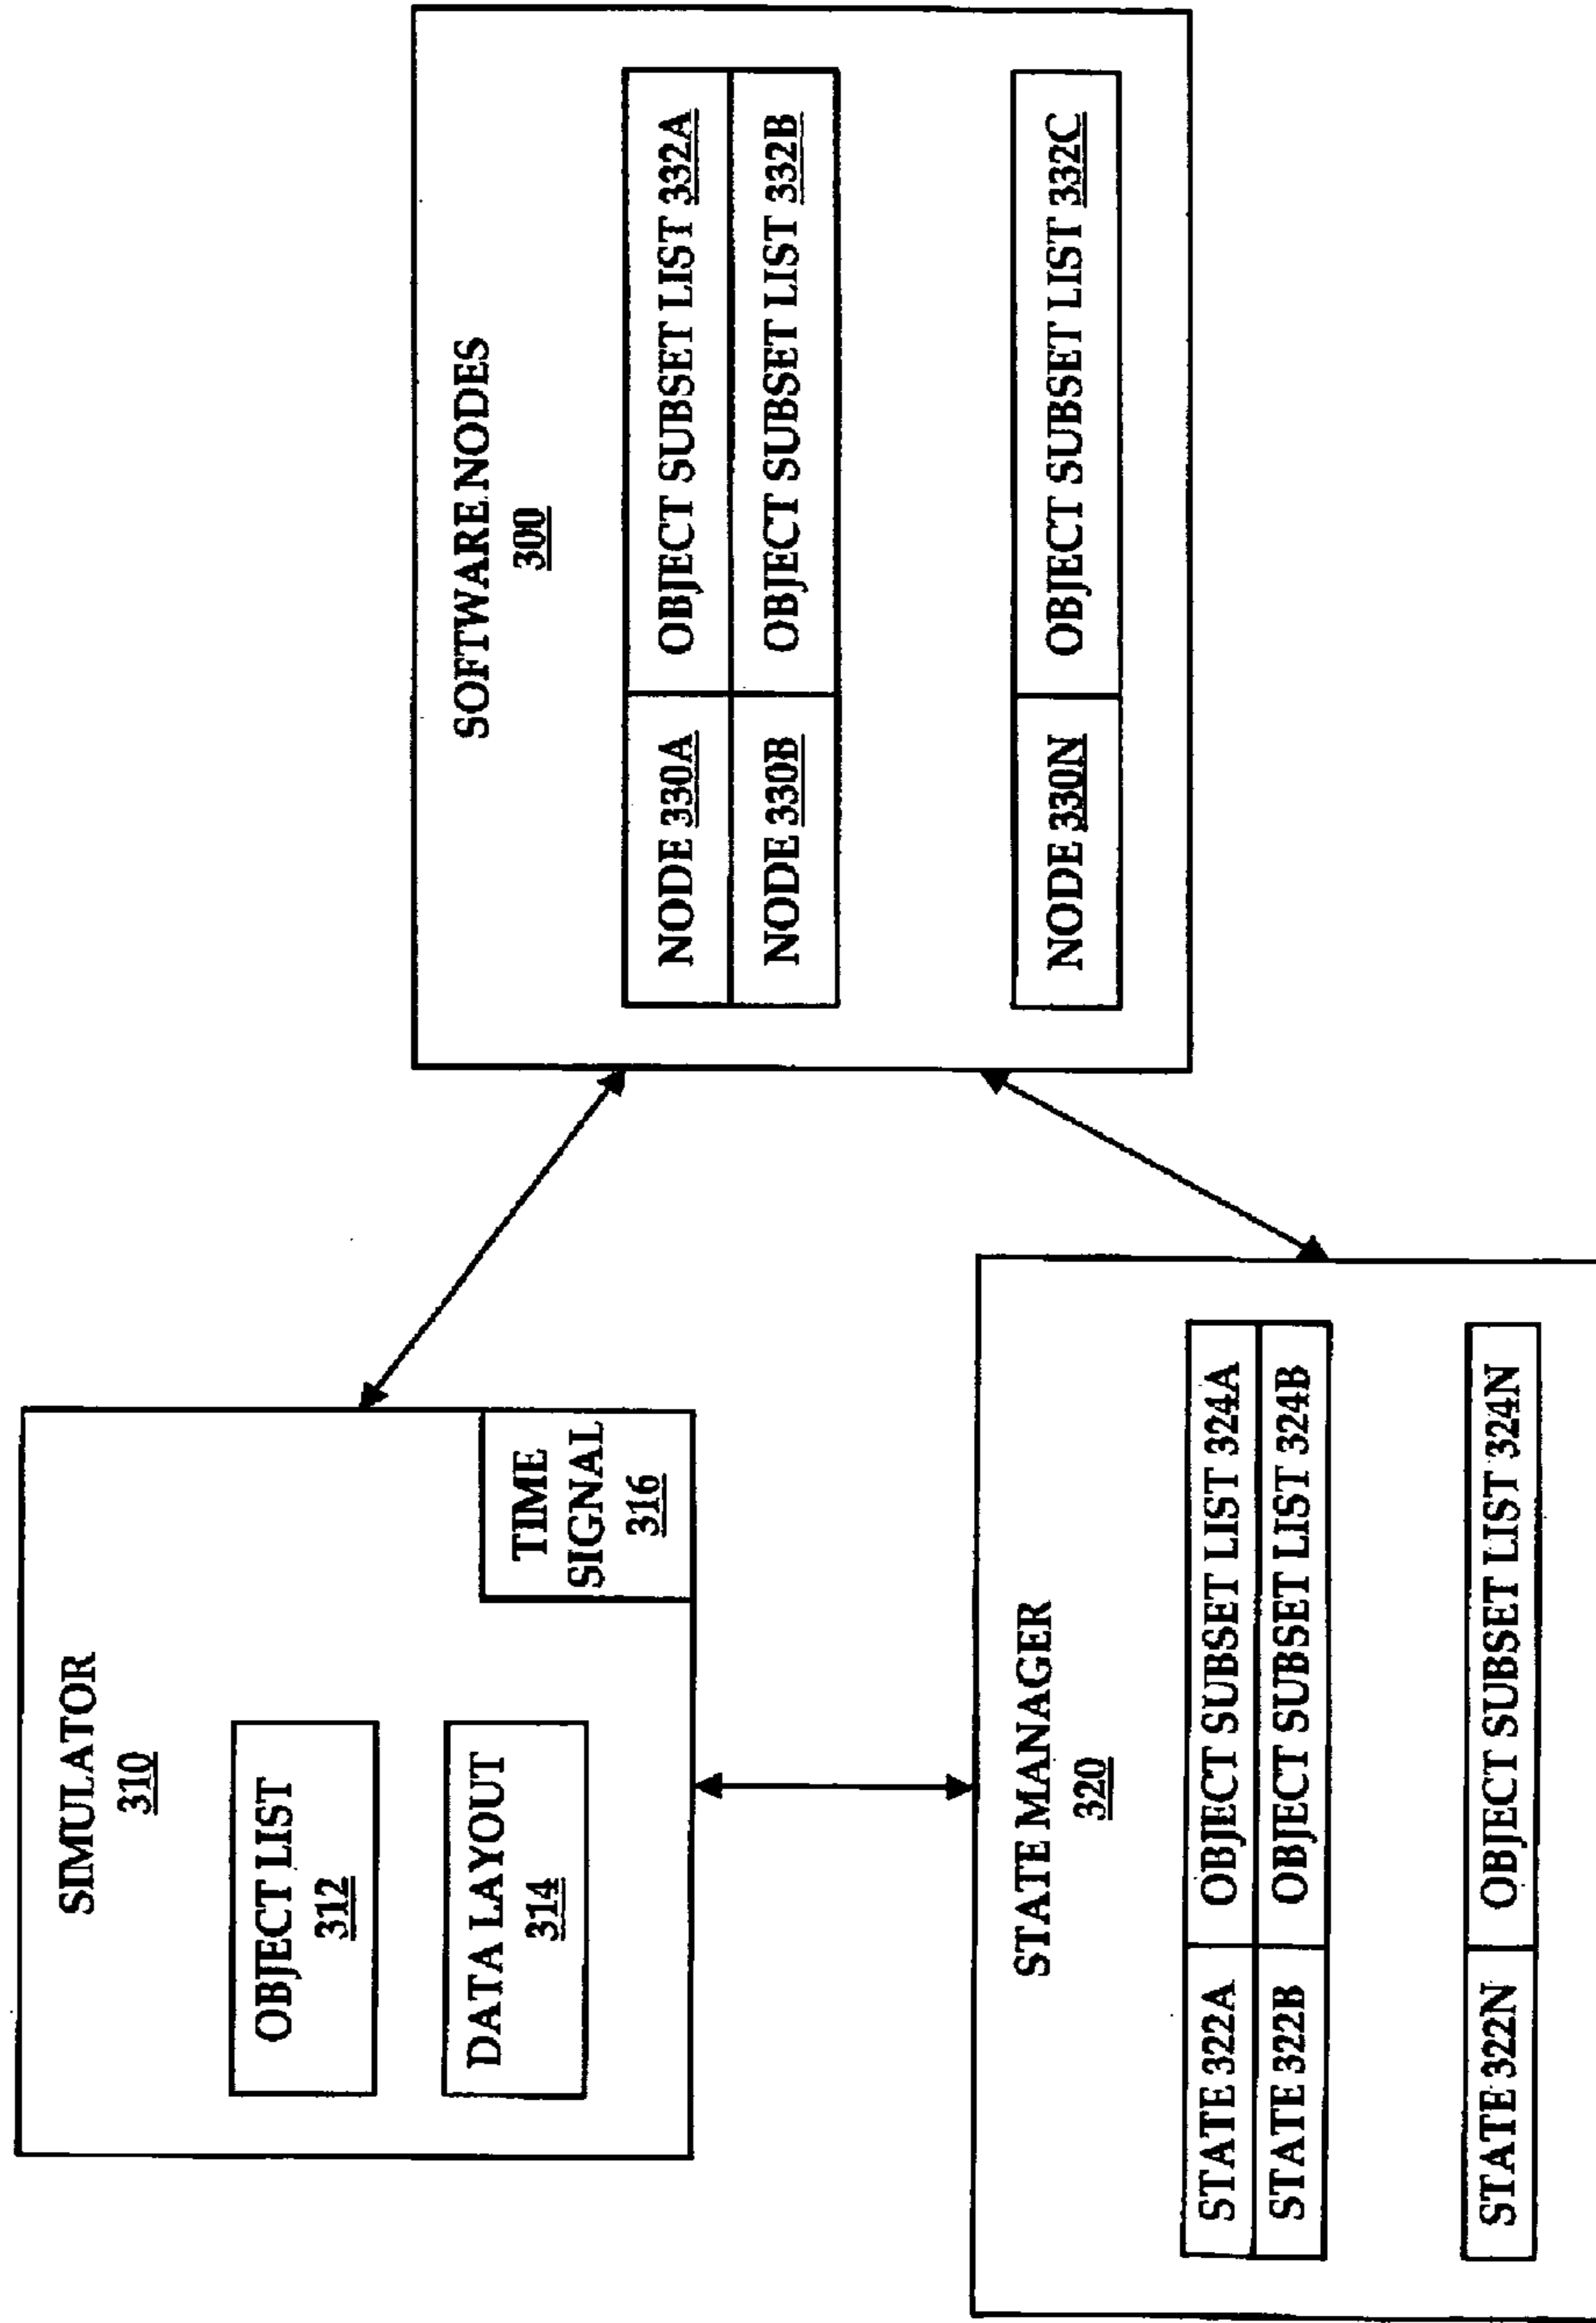 SIMULATOR
310
OBJECT LIST
312
DATA LAYOUT
314
TIME
SIGNAL
316
STATE MANAGER
320
STATE 322A OBJECT SUBSET LIST 324A
STATE 322B OBJECT SUBSET LIST 324B
STATE 322N OBJECT SUBSET LIST 324N
SOFTWARE NODES
300
NODE 330A OBJECT SUBSET LIST 332A
NODE 330B OBJECT SUBSET LIST 332B
NODE 330N OBJECT SUBSET LIST 332C